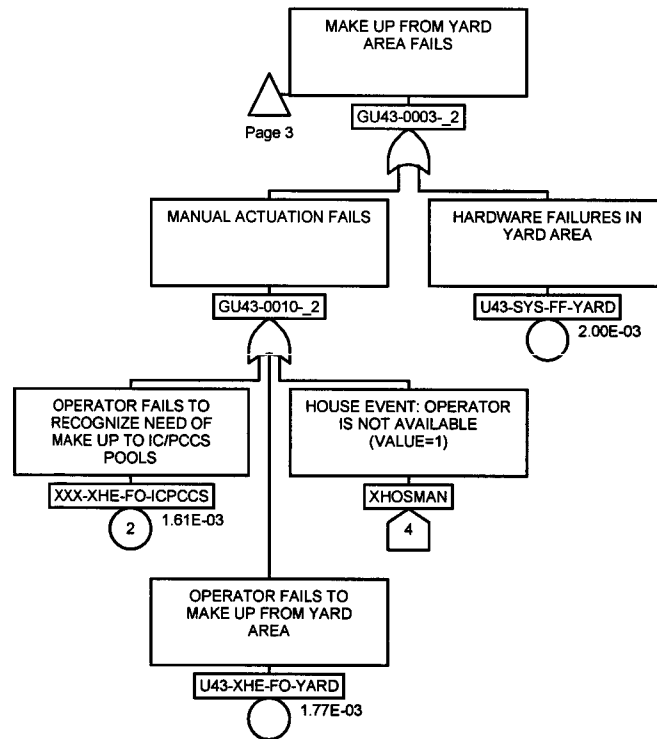 MAKE UP FROM YARD
AREA FAILS
Page 3
GU43-0003-_2
MANUAL ACTUATION FAILS
HARDWARE FAILURES IN
YARD AREA
GU43-0010-_2
U43-SYS-FF-YARD
2.00E-03
OPERATOR FAILS TO
RECOGNIZE NEED OF
MAKE UP TO IC/PCCS
POOLS
HOUSE EVENT: OPERATOR
IS NOT AVAILABLE
(VALUE=1)
XXX-XHE-FO-ICPCCS
XHOSMAN
2
1.61E-03
4
OPERATOR FAILS TO
MAKE UP FROM YARD
AREA
U43-XHE-FO-YARD
1.77E-03